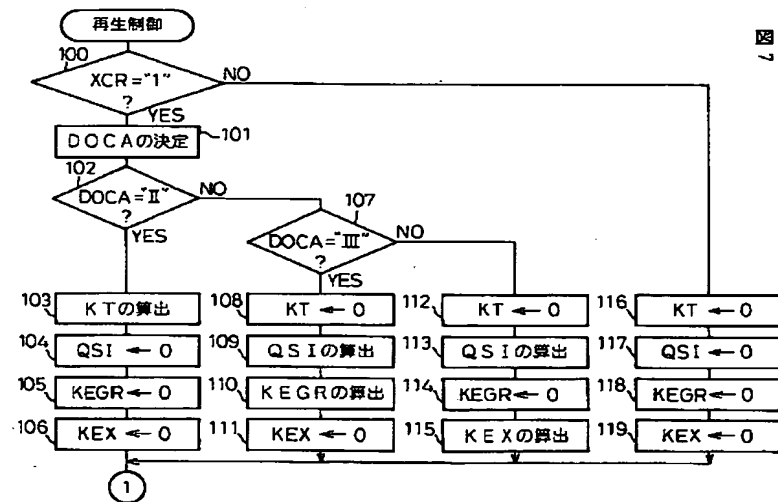 再生制御
図7
100
XCR="1"
?
NO
YES
DOCAの決定
101
102
DOCA="Ⅱ"
?
NO
YES
107
DOCA="Ⅲ"
?
NO
YES
103
KTの算出
108
KT ← 0
112
KT ← 0
116
KT ← 0
104
QSI ← 0
109
QSIの算出
113
QSIの算出
117
QSI ← 0
105
KEGR ← 0
110
KEGRの算出
114
KEGR ← 0
118
KEGR ← 0
106
KEX ← 0
111
KEX ← 0
115
KEXの算出
119
KEX ← 0
1